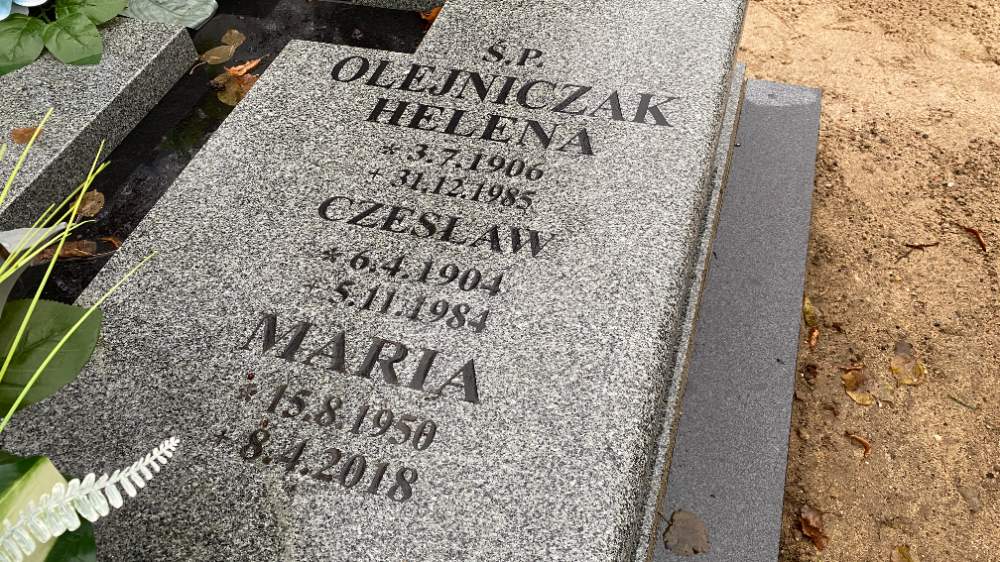 Ś.P.
OLEJNICZAK
HELENA
* 3.7.1906
+ 31.12.1985
CZESŁAW
* 6.4.1904
+ 5.11.1984
MARIA
* 15.8.1950
+ 8.4.2018